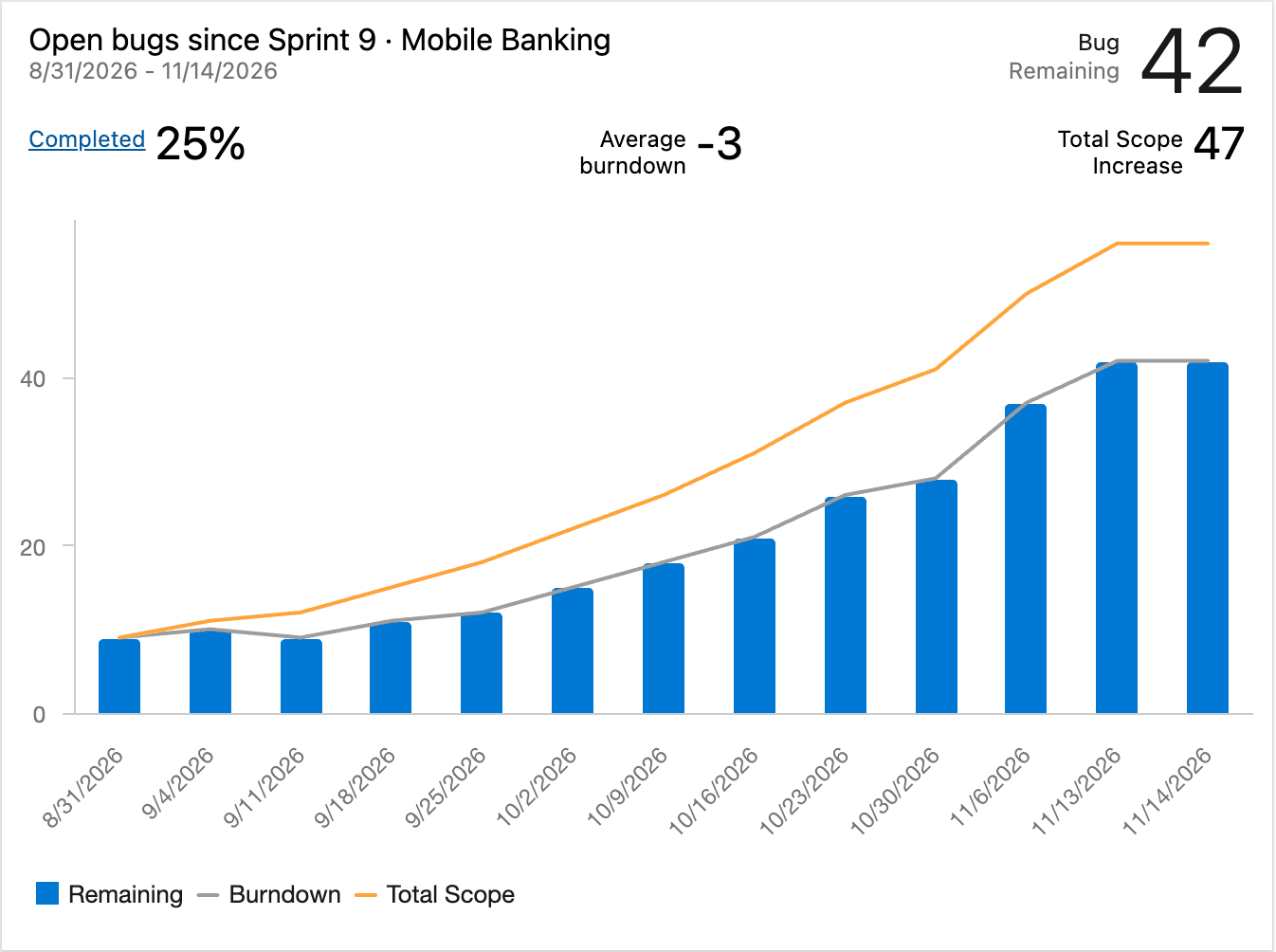 Open bugs since Sprint 9 · Mobile Banking
8/31/2026 - 11/14/2026
Bug
Remaining
42
Completed 25%
Average
burndown
-3
Total Scope
Increase
47
40
20
0
8/31/2026
9/4/2026
9/11/2026
9/18/2026
9/25/2026
10/2/2026
10/9/2026
10/16/2026
10/23/2026
10/30/2026
11/6/2026
11/13/2026
11/14/2026
Remaining Burndown Total Scope